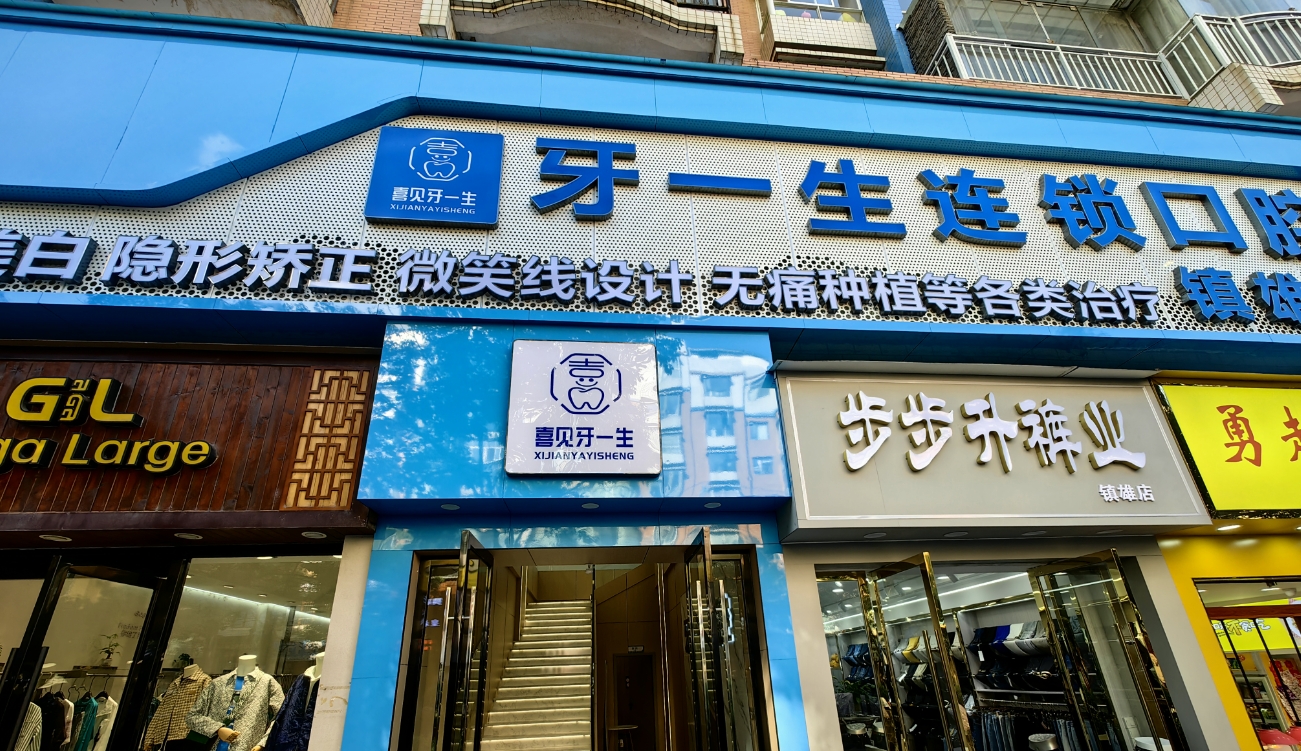 喜见牙一生
XIJIANYAYISHENG
牙一生连锁口腔
美白 隐形矫正 微笑线设计 无痛种植等各类治疗
镇雄
GL
ga Large
喜
喜见牙一生
XIJIANYAYISHENG
步步升裤业
镇雄店
勇